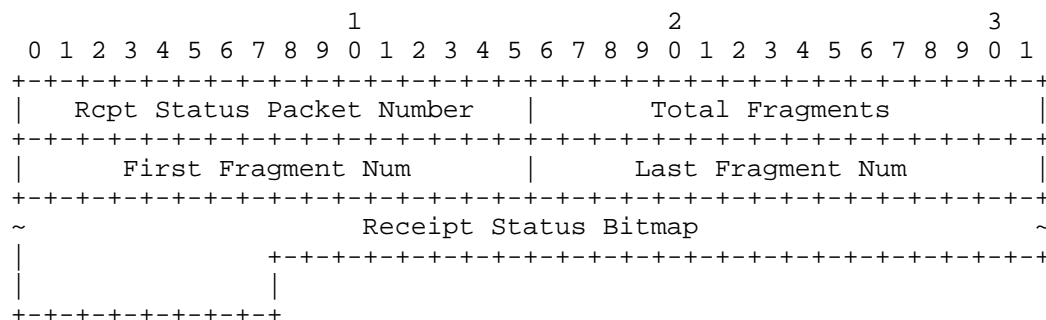 1                   2                   3
 0 1 2 3 4 5 6 7 8 9 0 1 2 3 4 5 6 7 8 9 0 1 2 3 4 5 6 7 8 9 0 1
+-+-+-+-+-+-+-+-+-+-+-+-+-+-+-+-+-+-+-+-+-+-+-+-+-+-+-+-+-+-+-+-+
|   Rcpt Status Packet Number   |       Total Fragments         |
+-+-+-+-+-+-+-+-+-+-+-+-+-+-+-+-+-+-+-+-+-+-+-+-+-+-+-+-+-+-+-+-+
|      First Fragment Num       |      Last Fragment Num        |
+-+-+-+-+-+-+-+-+-+-+-+-+-+-+-+-+-+-+-+-+-+-+-+-+-+-+-+-+-+-+-+-+
~                     Receipt Status Bitmap                     ~
|               +-+-+-+-+-+-+-+-+-+-+-+-+-+-+-+-+-+-+-+-+-+-+-+-+
|               |
+-+-+-+-+-+-+-+-+